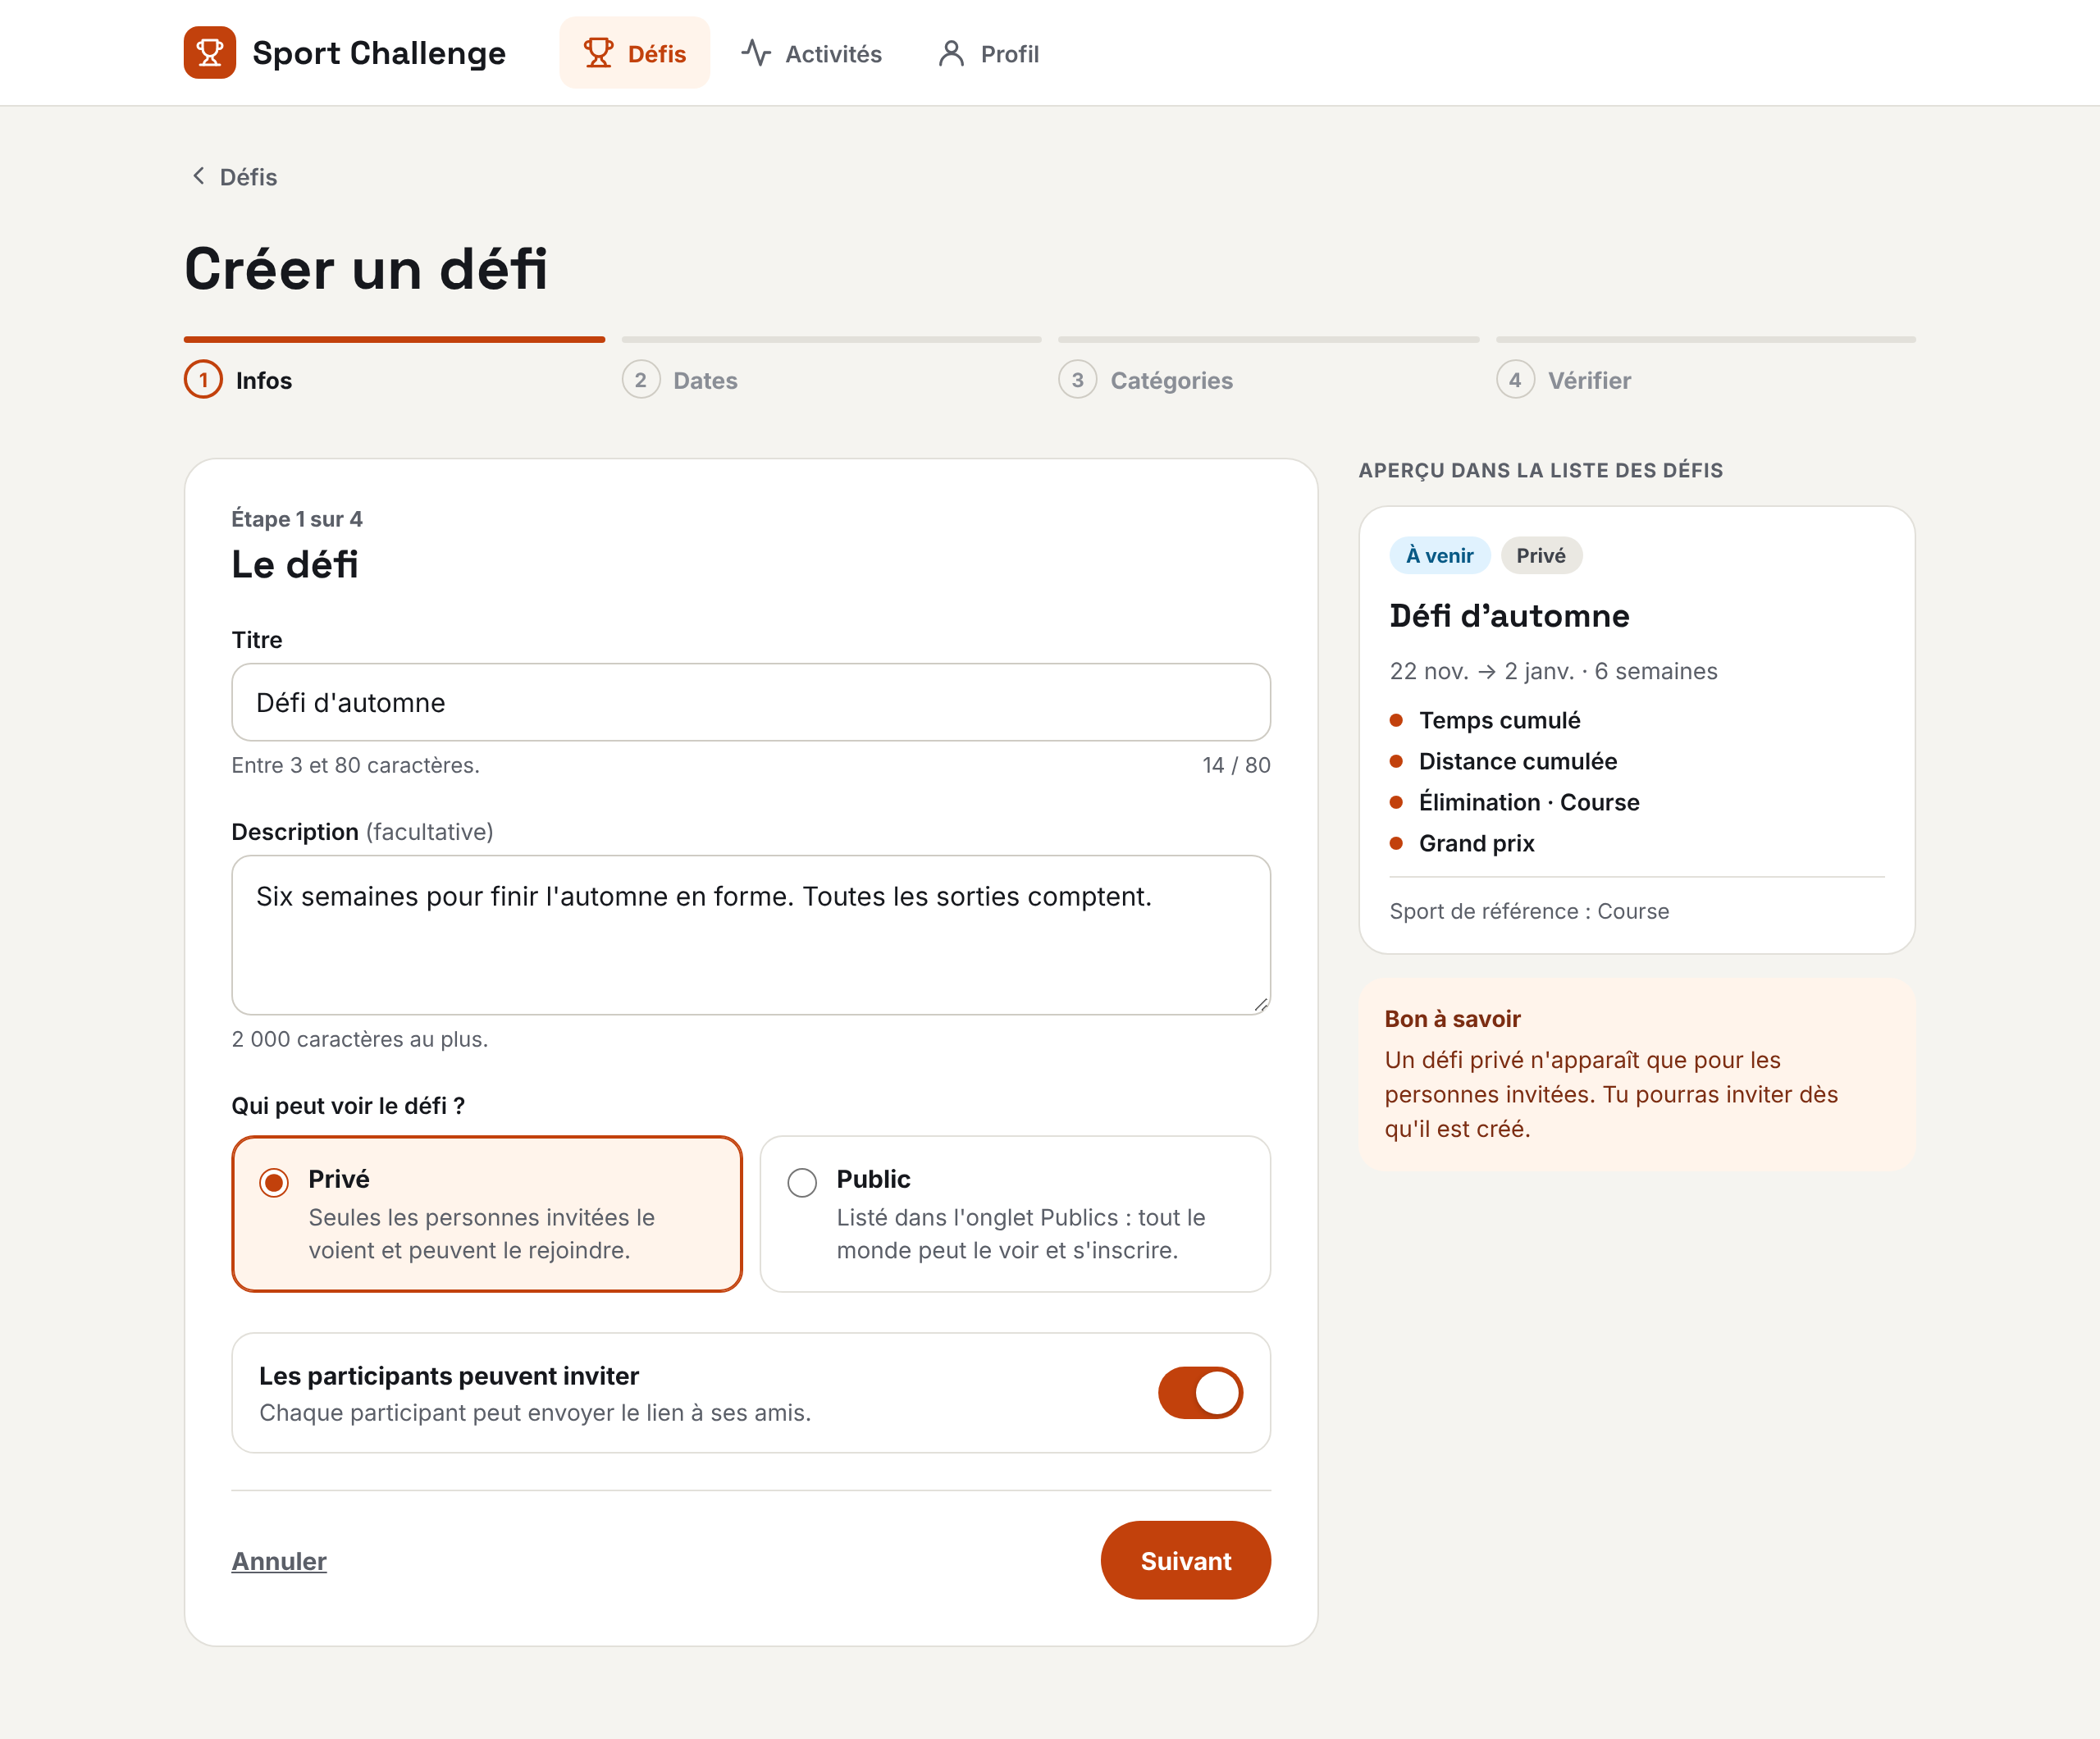 Sport Challenge
Défis
Activités
Profil
Défis
Créer un défi
1 Infos
2 Dates
3 Catégories
4 Vérifier
Étape 1 sur 4
Le défi
Titre
Défi d'automne
Entre 3 et 80 caractères.
14 / 80
Description (facultative)
Six semaines pour finir l'automne en forme. Toutes les sorties comptent.
2 000 caractères au plus.
Qui peut voir le défi ?
Privé
Seules les personnes invitées le
voient et peuvent le rejoindre.
Public
Listé dans l'onglet Publics : tout le
monde peut le voir et s'inscrire.
Les participants peuvent inviter
Chaque participant peut envoyer le lien à ses amis.
Annuler
Suivant
APERÇU DANS LA LISTE DES DÉFIS
À venir
Privé
Défi d’automne
22 nov. → 2 janv. · 6 semaines
Temps cumulé
Distance cumulée
Élimination · Course
Grand prix
Sport de référence : Course
Bon à savoir
Un défi privé n'apparaît que pour les
personnes invitées. Tu pourras inviter dès
qu'il est créé.